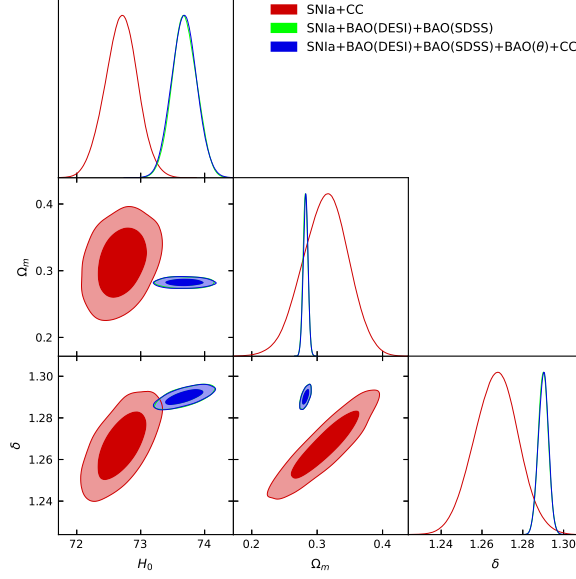 SNIa+CC
SNIa+BAO(DESI)+BAO(SDSS)
SNIa+BAO(DESI)+BAO(SDSS)+BAO(θ)+CC
0.4
0.3
0.2
Ωₘ
1.30
1.28
1.26
1.24
δ
72 73 74
0.2 0.3 0.4
1.24 1.26 1.28 1.30
H₀ Ωₘ δ